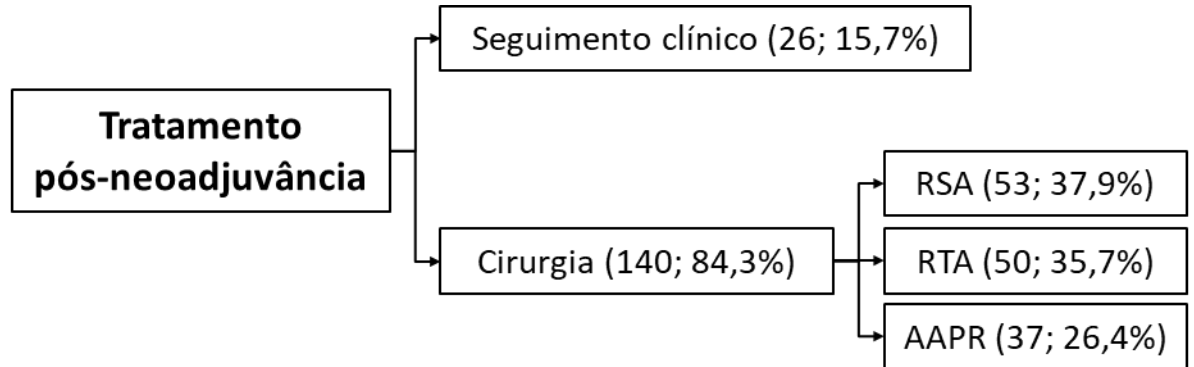 Seguimento clínico (26; 15,7%)
Tratamento
pós-neoadjuvância
Cirurgia (140; 84,3%)
RSA (53; 37,9%)
RTA (50; 35,7%)
AAPR (37; 26,4%)